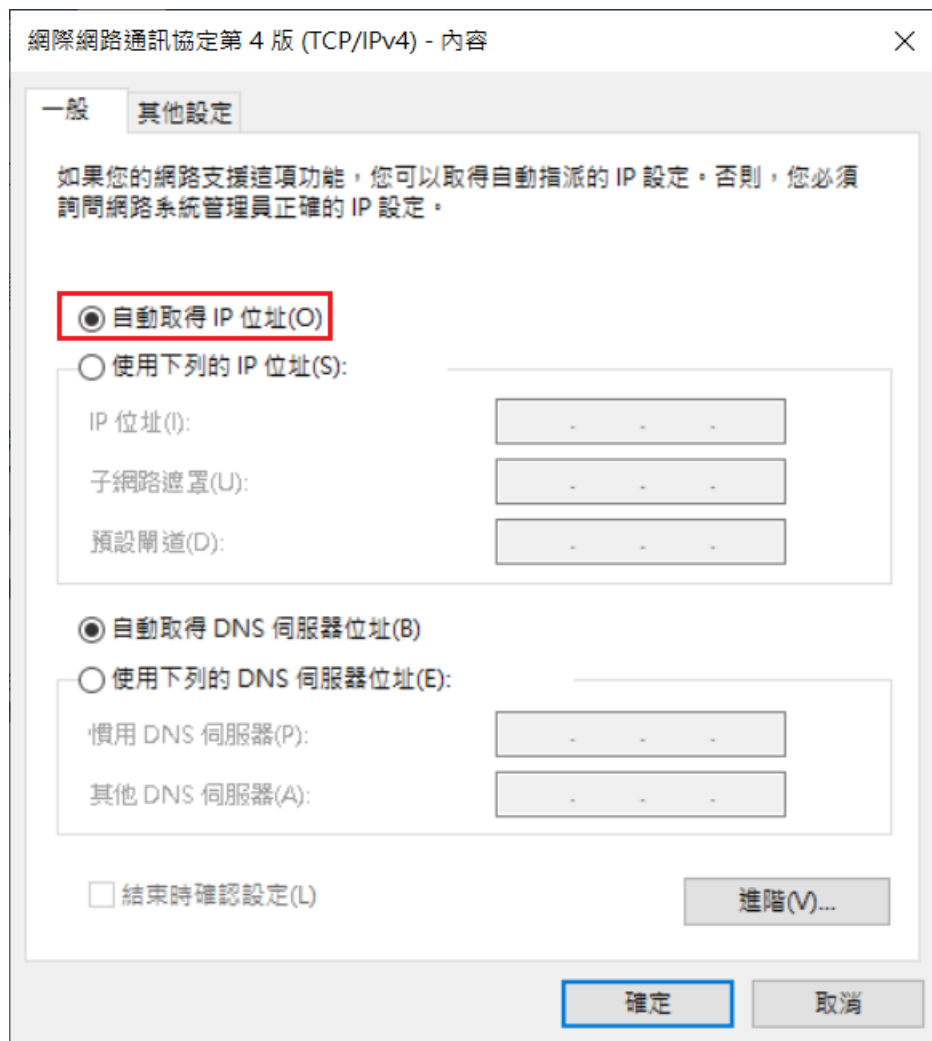 網際網路通訊協定第 4 版 (TCP/IPv4) - 內容
一般
其他設定
如果您的網路支援這項功能，您可以取得自動指派的 IP 設定。否則，您必須
詢問網路系統管理員正確的 IP 設定。
自動取得 IP 位址(O)
使用下列的 IP 位址(S):
IP 位址(I):
子網路遮罩(U):
預設閘道(D):
自動取得 DNS 伺服器位址(B)
使用下列的 DNS 伺服器位址(E):
慣用 DNS 伺服器(P):
其他 DNS 伺服器(A):
結束時確認設定(L)
進階(V)...
確定
取消